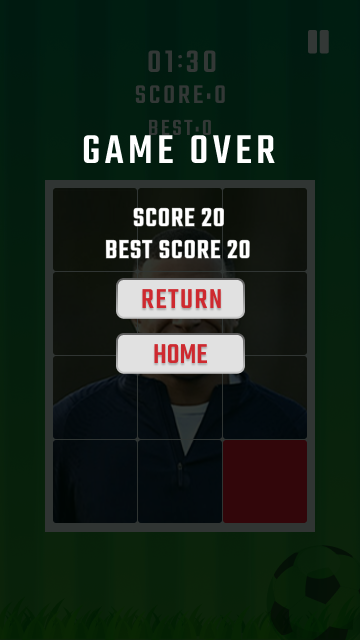 01:30
SCORE:0
BEST:0
GAME OVER
SCORE 20
BEST SCORE 20
RETURN
HOME